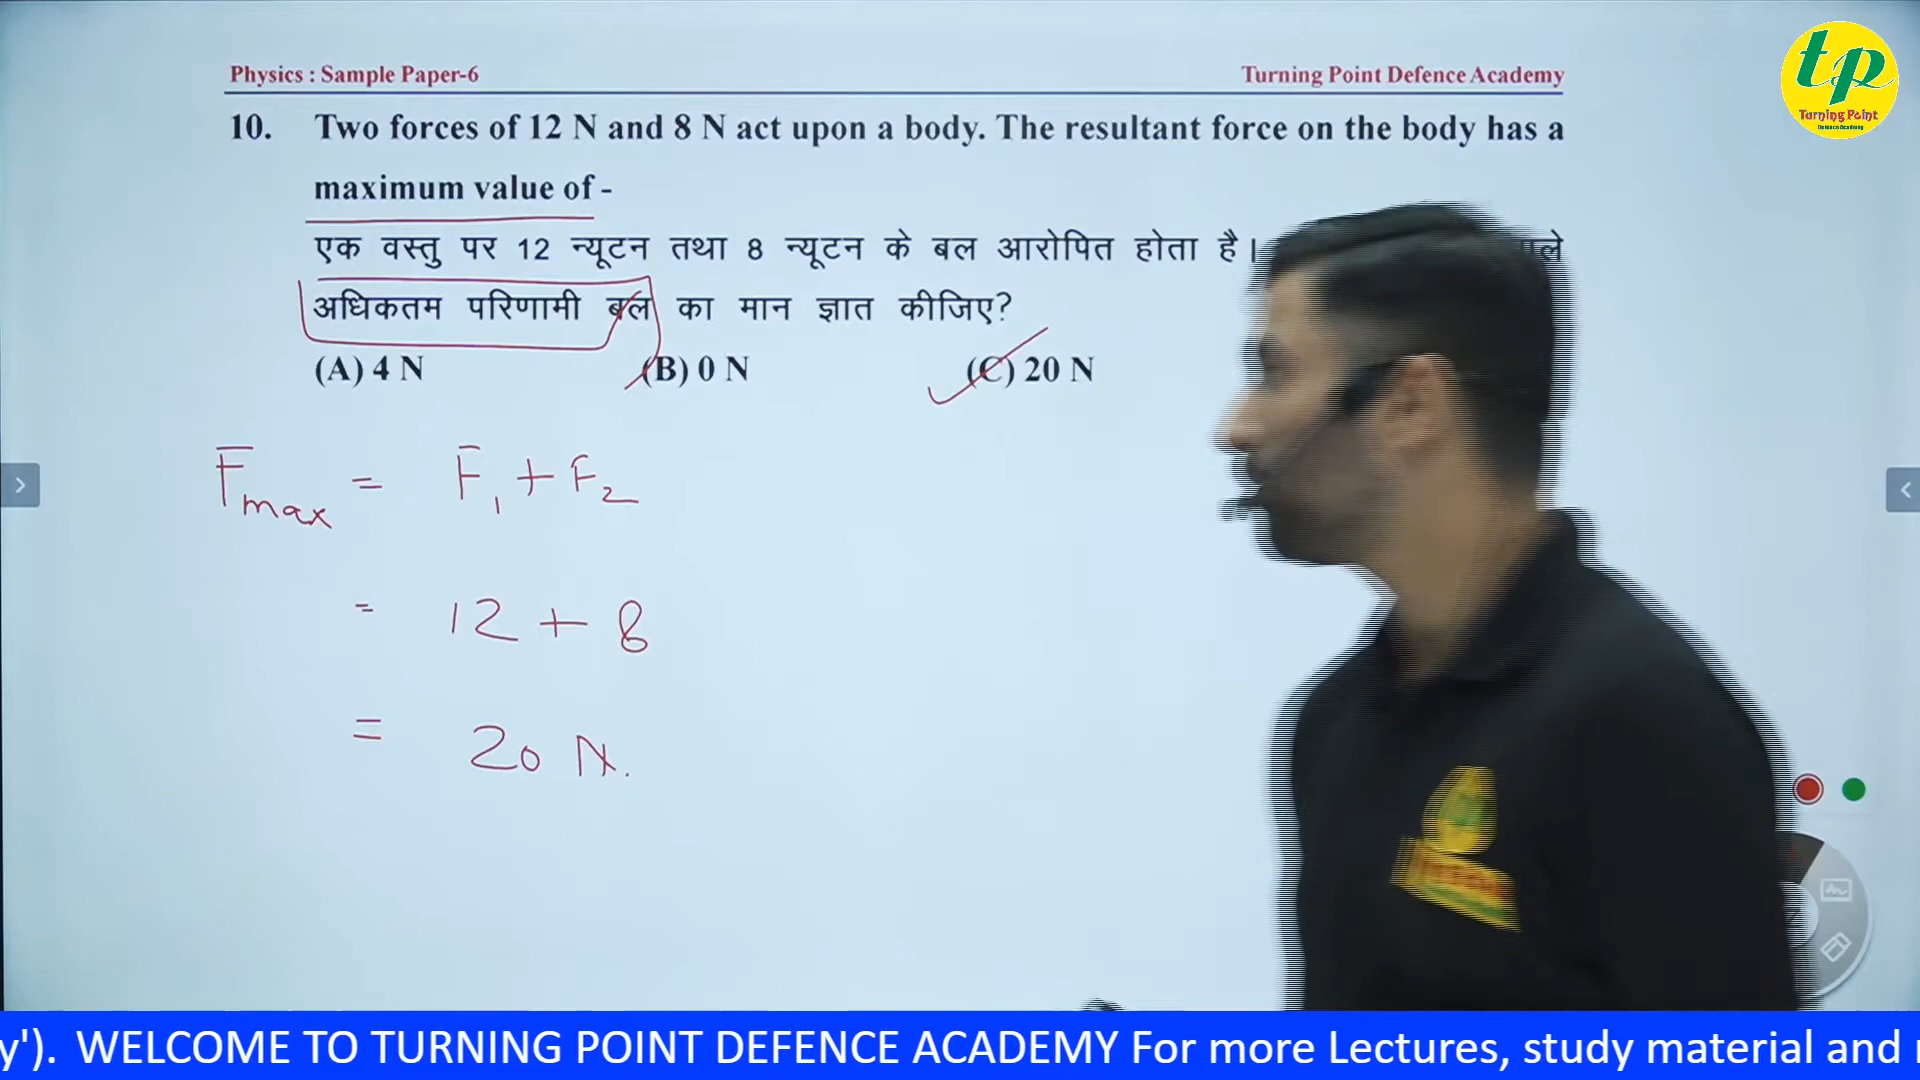 Physics : Sample Paper-6
Turning Point Defence Academy
tp
Turning Point
Defence Academy
10. Two forces of 12 N and 8 N act upon a body. The resultant force on the body has a
maximum value of -
एक वस्तु पर 12 न्यूटन तथा 8 न्यूटन के बल आरोपित होता है।
अधिकतम परिणामी बल का मान ज्ञात कीजिए?
(A) 4 N (B) 0 N (C) 20 N
Fmax = F1 + F2
= 12 + 8
= 20 N.
y'). WELCOME TO TURNING POINT DEFENCE ACADEMY For more Lectures, study material and